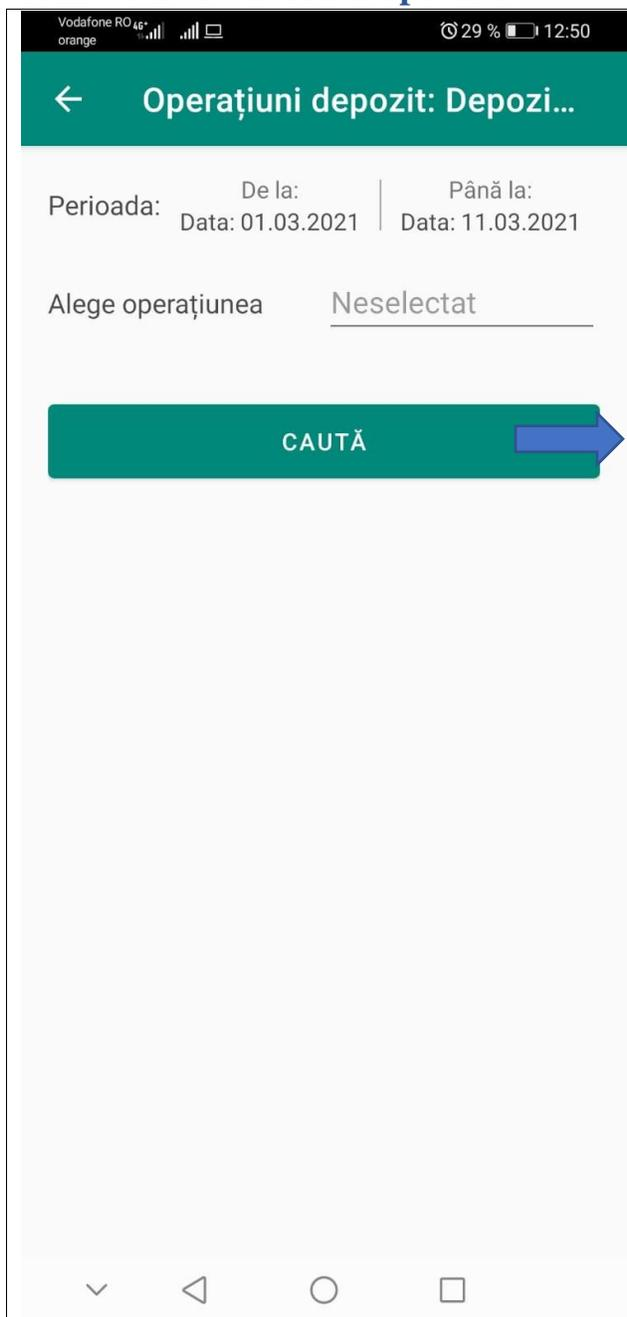 Vodafone RO 4G+
orange
29 % 12:50
Operațiuni depozit: Depozi...
Perioada:
De la:
Data: 01.03.2021
Până la:
Data: 11.03.2021
Alege operațiunea Neselectat
CAUTĂ